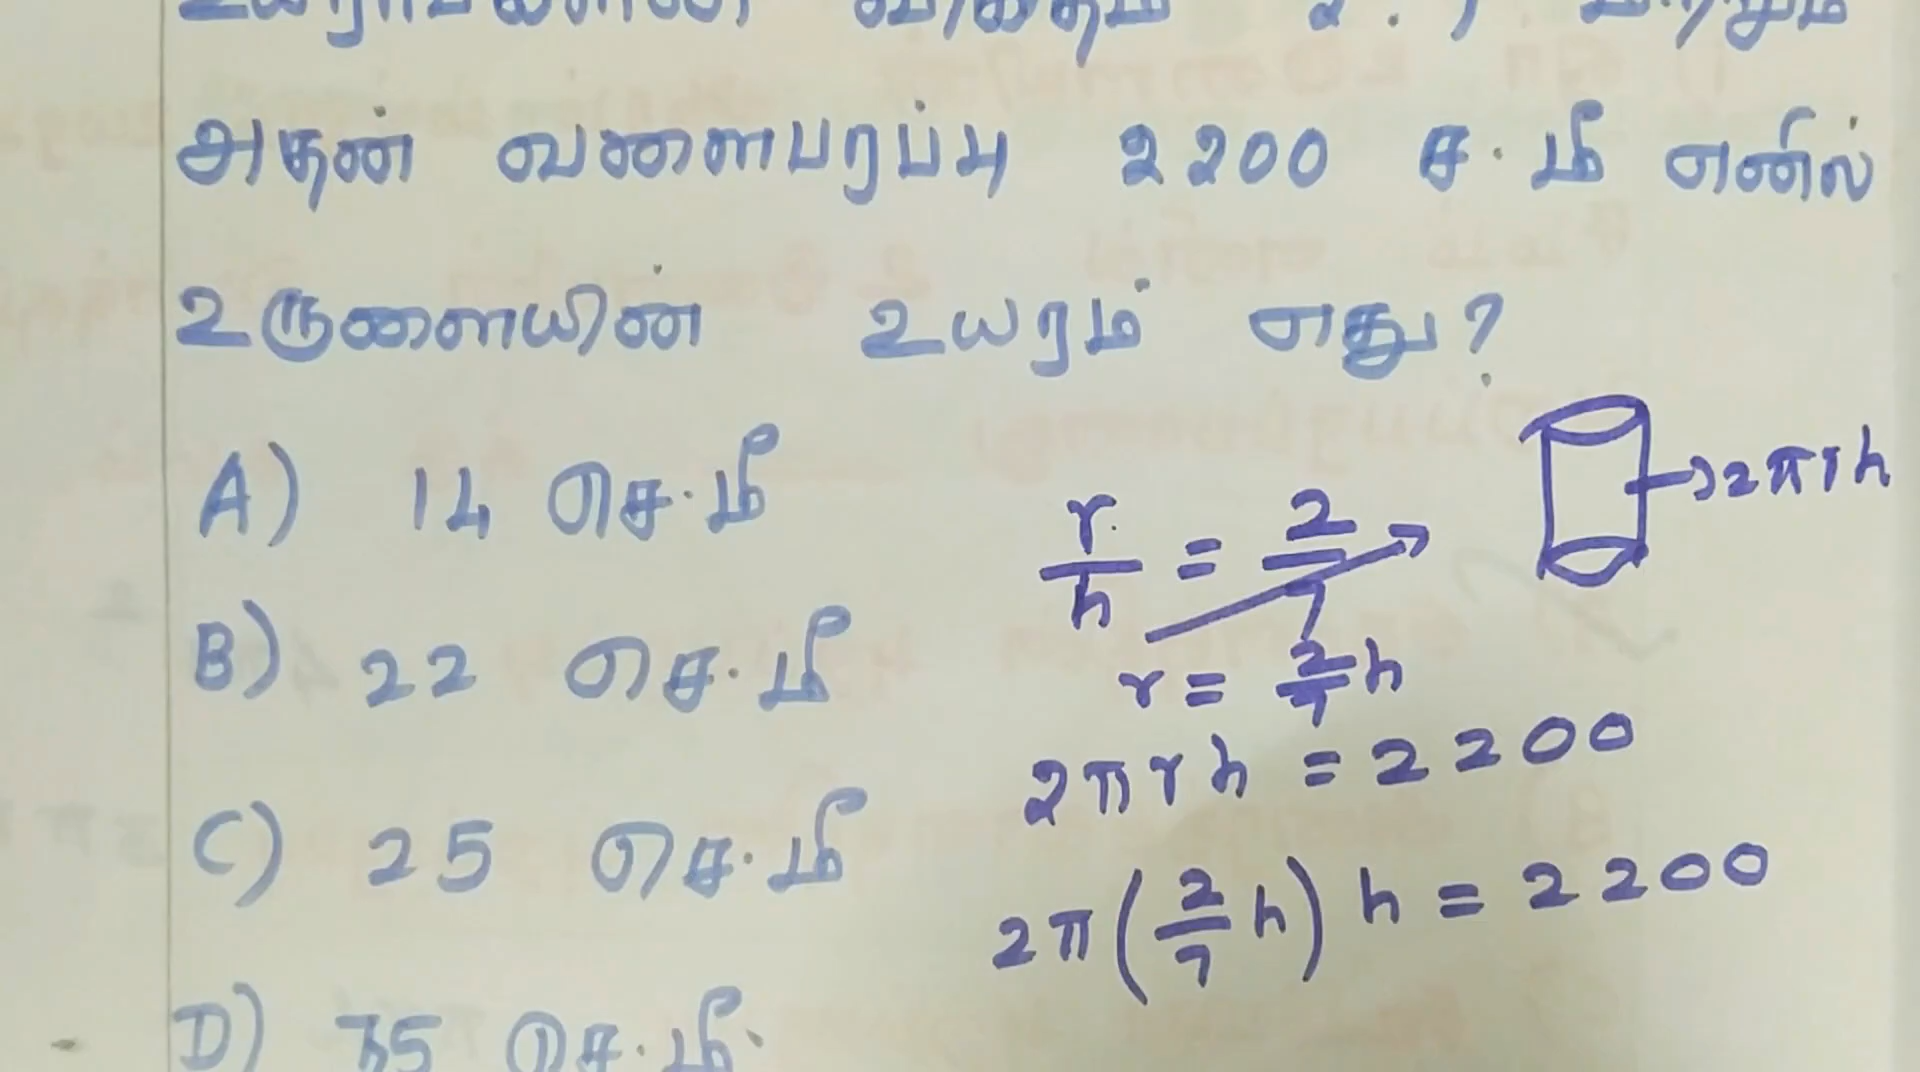 அதன் வளைபரப்பு 2200 ச.மீ எனில்
உருளையின் உயரம் எது?
A) 14 செ.மீ
B) 22 செ.மீ
C) 25 செ.மீ
D) 35 செ.மீ.
2πrh
r/h = 2/7
r = 2/7 h
2πrh = 2200
2π(2/7 h) h = 2200